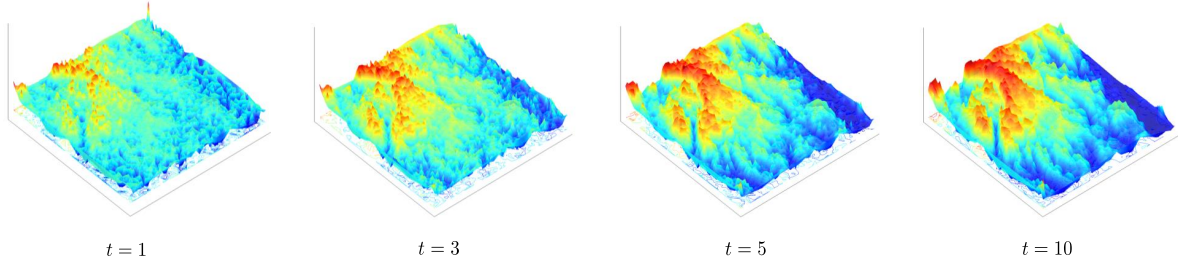 t = 1
t = 3
t = 5
t = 10